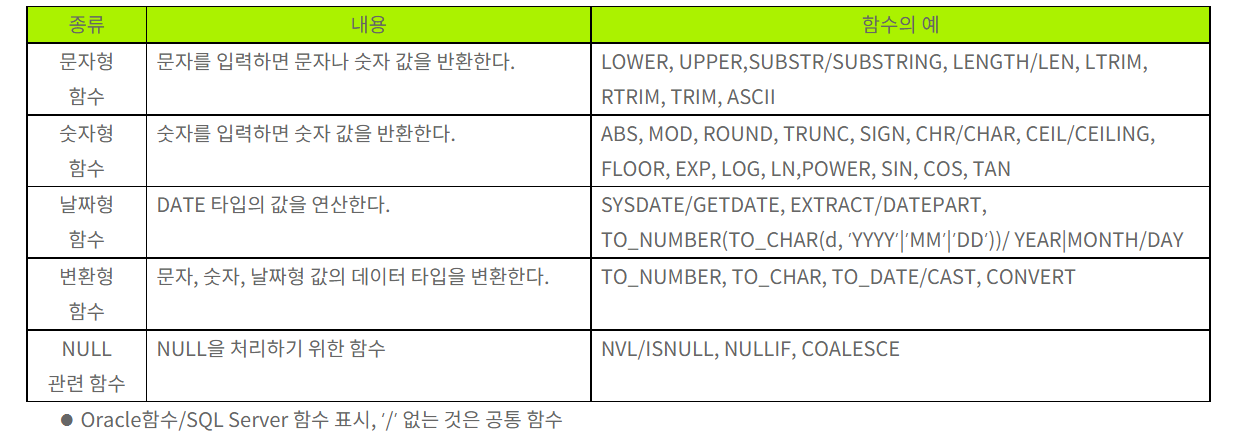 종류 내용 함수의 예
문자형 문자를 입력하면 문자나 숫자 값을 반환한다. LOWER, UPPER,SUBSTR/SUBSTRING, LENGTH/LEN, LTRIM,
함수 RTRIM, TRIM, ASCII
숫자형 숫자를 입력하면 숫자 값을 반환한다. ABS, MOD, ROUND, TRUNC, SIGN, CHR/CHAR, CEIL/CEILING,
함수 FLOOR, EXP, LOG, LN,POWER, SIN, COS, TAN
날짜형 DATE 타입의 값을 연산한다. SYSDATE/GETDATE, EXTRACT/DATEPART,
함수 TO_NUMBER(TO_CHAR(d, ‘YYYY’|’MM’|’DD’))/ YEAR|MONTH/DAY
변환형 문자, 숫자, 날짜형 값의 데이터 타입을 변환한다. TO_NUMBER, TO_CHAR, TO_DATE/CAST, CONVERT
함수
NULL NULL을 처리하기 위한 함수 NVL/ISNULL, NULLIF, COALESCE
관련 함수
● Oracle함수/SQL Server 함수 표시, ‘/’ 없는 것은 공통 함수